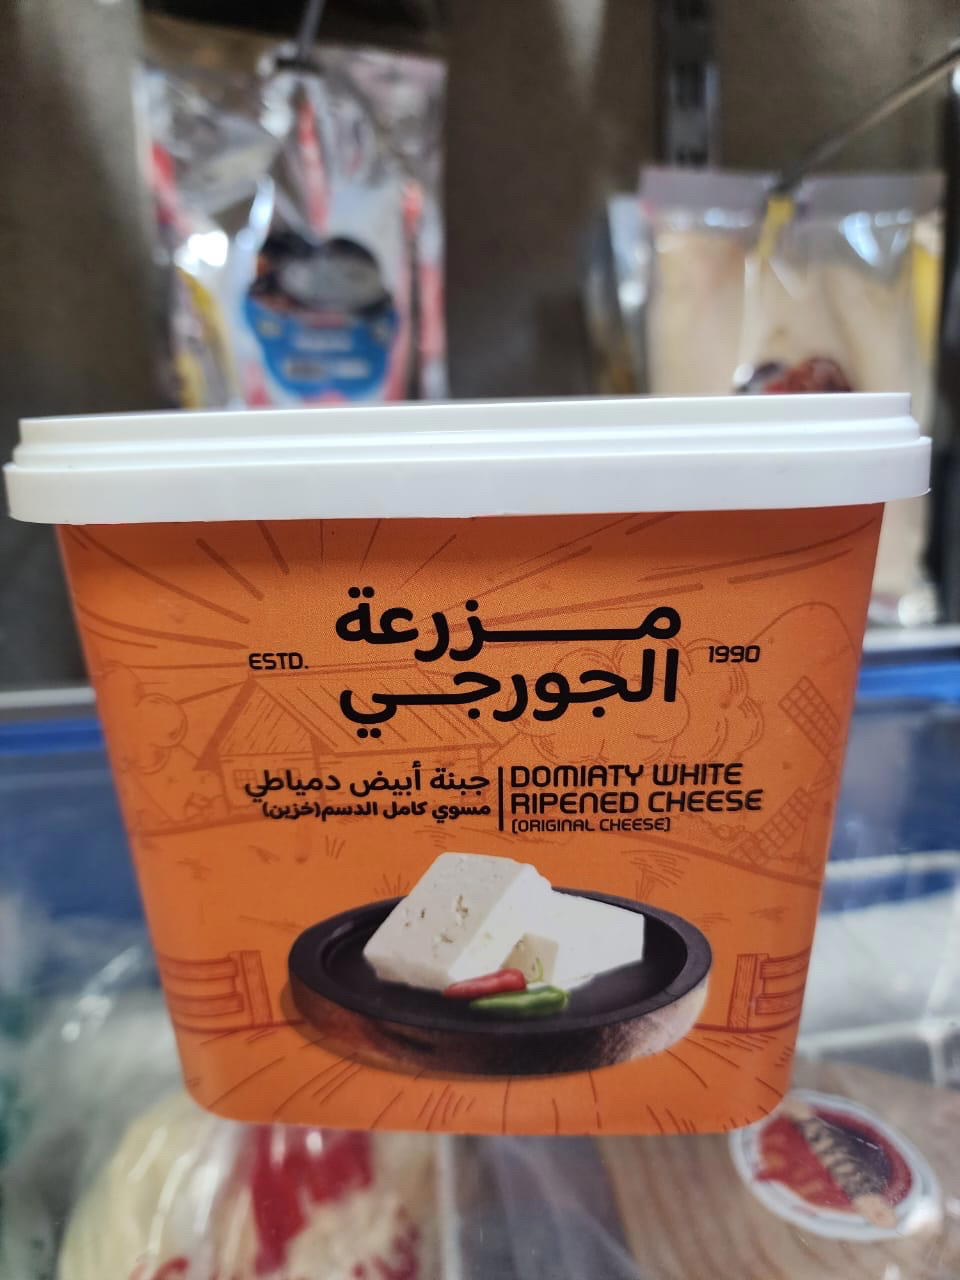 مزرعة
الجورجي
ESTD.
1990
جبنة أبيض دمياطي
مسوي كامل الدسم(خزين)
DOMIATY WHITE
RIPENED CHEESE
(ORIGINAL CHEESE)